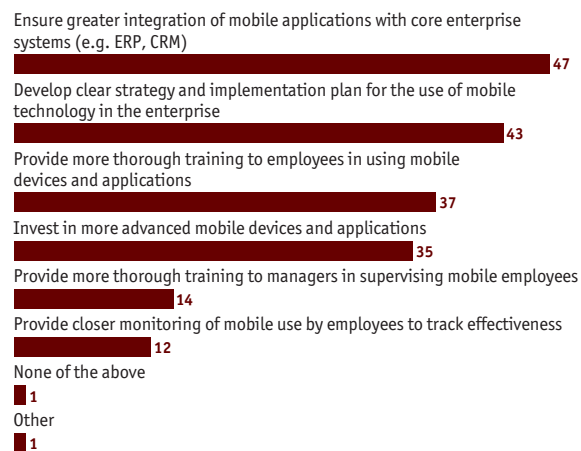 Ensure greater integration of mobile applications with core enterprise
systems (e.g. ERP, CRM)
47
Develop clear strategy and implementation plan for the use of mobile
technology in the enterprise
43
Provide more thorough training to employees in using mobile
devices and applications
37
Invest in more advanced mobile devices and applications
35
Provide more thorough training to managers in supervising mobile employees
14
Provide closer monitoring of mobile use by employees to track effectiveness
12
None of the above
1
Other
1